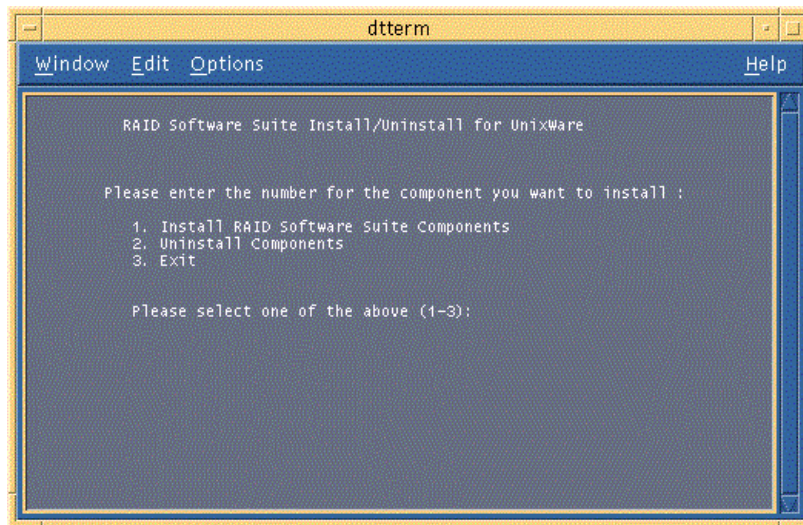 dtterm
Window Edit Options Help
RAID Software Suite Install/Uninstall for UnixWare
Please enter the number for the component you want to install :
1. Install RAID Software Suite Components
2. Uninstall Components
3. Exit
Please select one of the above (1-3):